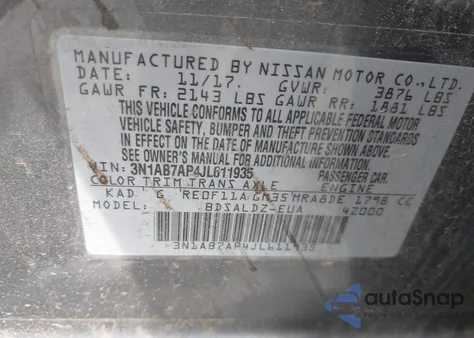 MANUFACTURED BY NISSAN MOTOR CO., LTD.
DATE: 11/17. GVWR: 3876 LBS
GAWR FR: 2143 LBS GAWR RR: 1881 LBS
THIS VEHICLE CONFORMS TO ALL APPLICABLE FEDERAL MOTOR
VEHICLE SAFETY, BUMPER AND THEFT PREVENTION STANDARDS
IN EFFECT ON THE DATE OF MANUFACTURE SHOWN ABOVE.
SEE OWNER'S MANUAL FOR ADDITIONAL INFORMATION.
VIN: 3N1AB7AP4JL611935 PASSENGER CAR
COLOR TRIM TRANS AXLE ENGINE
KAD G RE0F11A GM35 MRA8DE 1798 CC
MODEL: BDSALDZ-EUA 42000
3N1AB7AP4JL611935
autoSnap